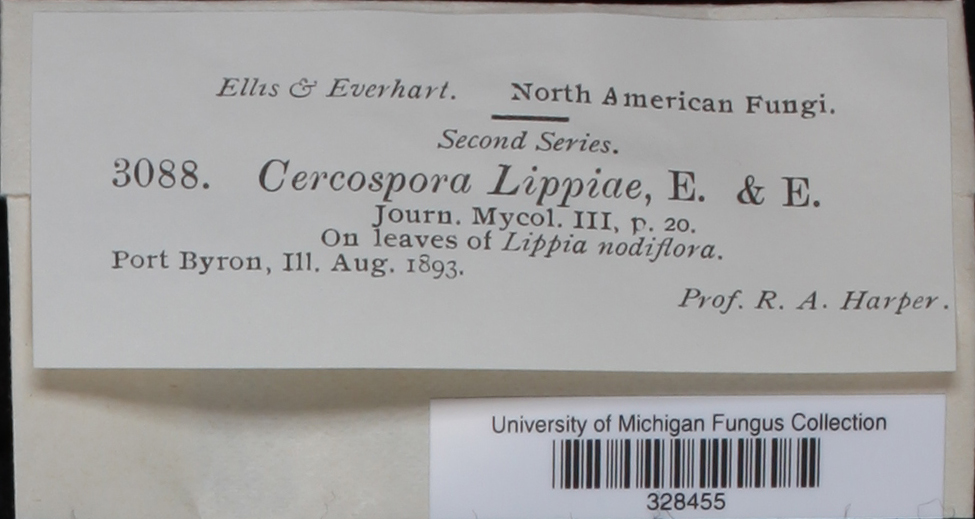 Ellis & Everhart. North American Fungi.
Second Series.
3088. Cercospora Lippiae, E. & E.
Journ. Mycol. III, p. 20.
On leaves of Lippia nodiflora.
Port Byron, Ill. Aug. 1893.
Prof. R. A. Harper.
University of Michigan Fungus Collection
328455